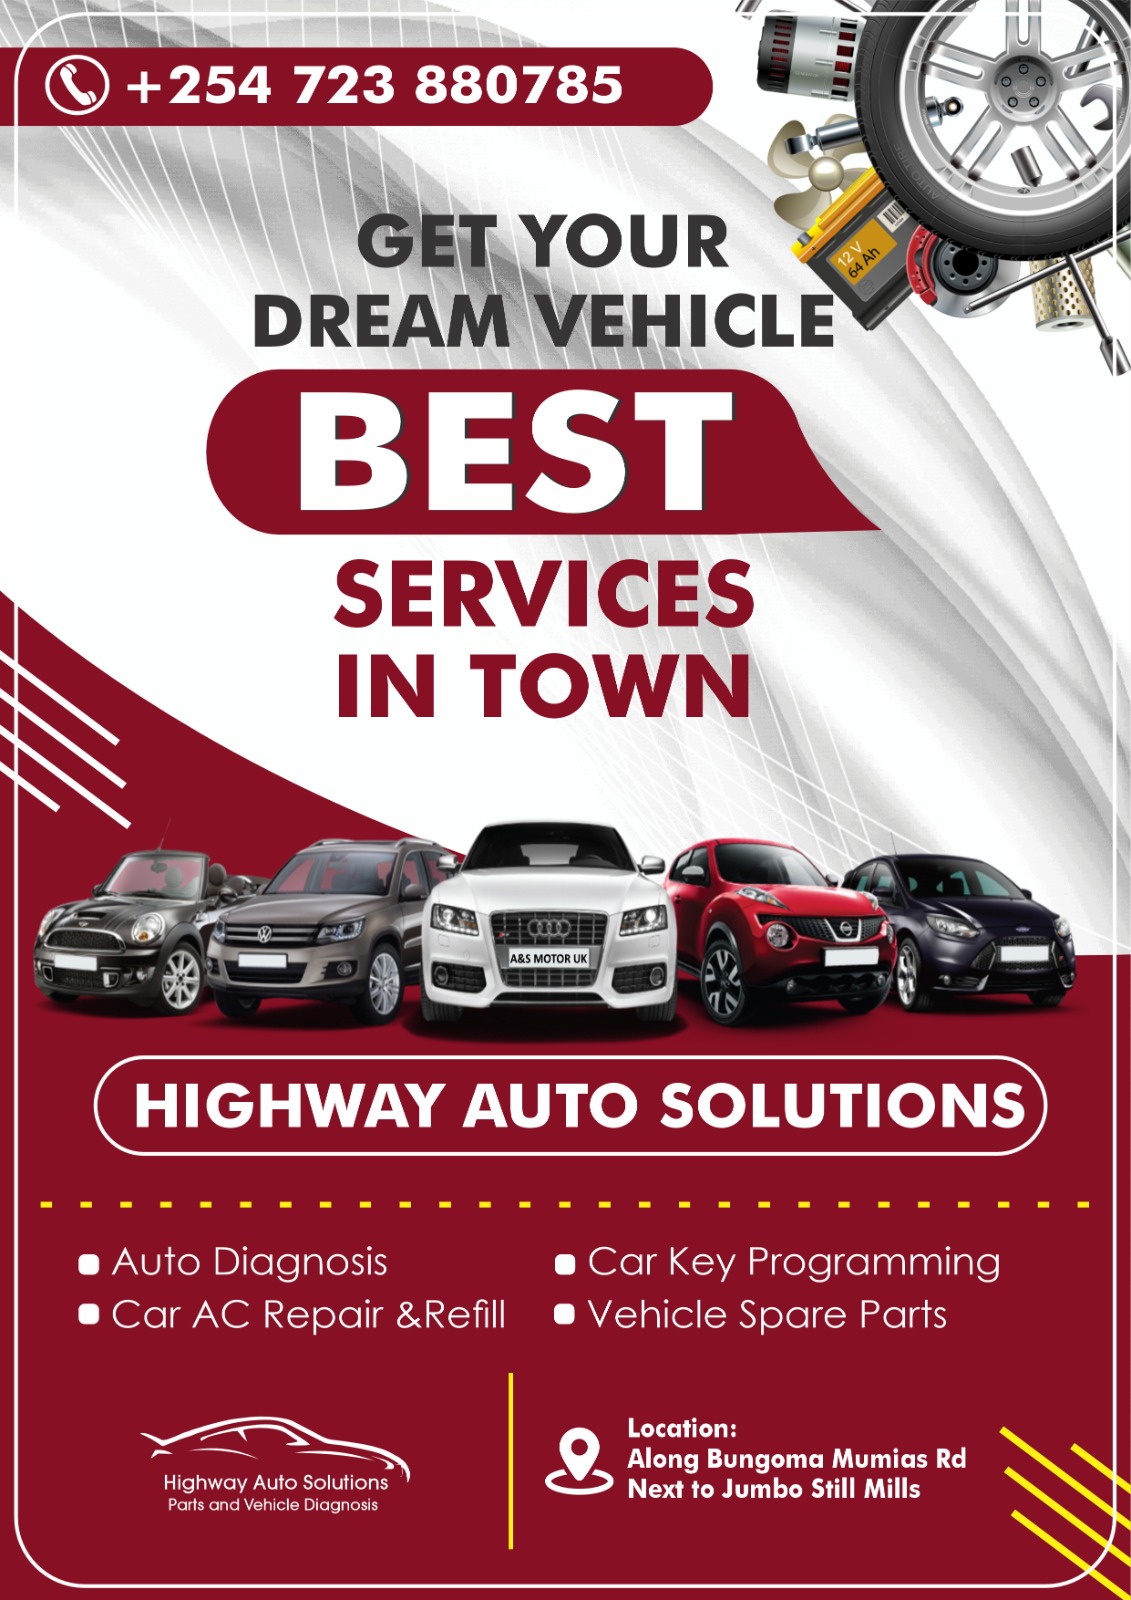 +254 723 880785
12 V
64 Ah
GET YOUR
DREAM VEHICLE
BEST
SERVICES
IN TOWN
A&S MOTOR UK
HIGHWAY AUTO SOLUTIONS
Auto Diagnosis
Car AC Repair &Refill
Car Key Programming
Vehicle Spare Parts
Highway Auto Solutions
Parts and Vehicle Diagnosis
Location:
Along Bungoma Mumias Rd
Next to Jumbo Still Mills